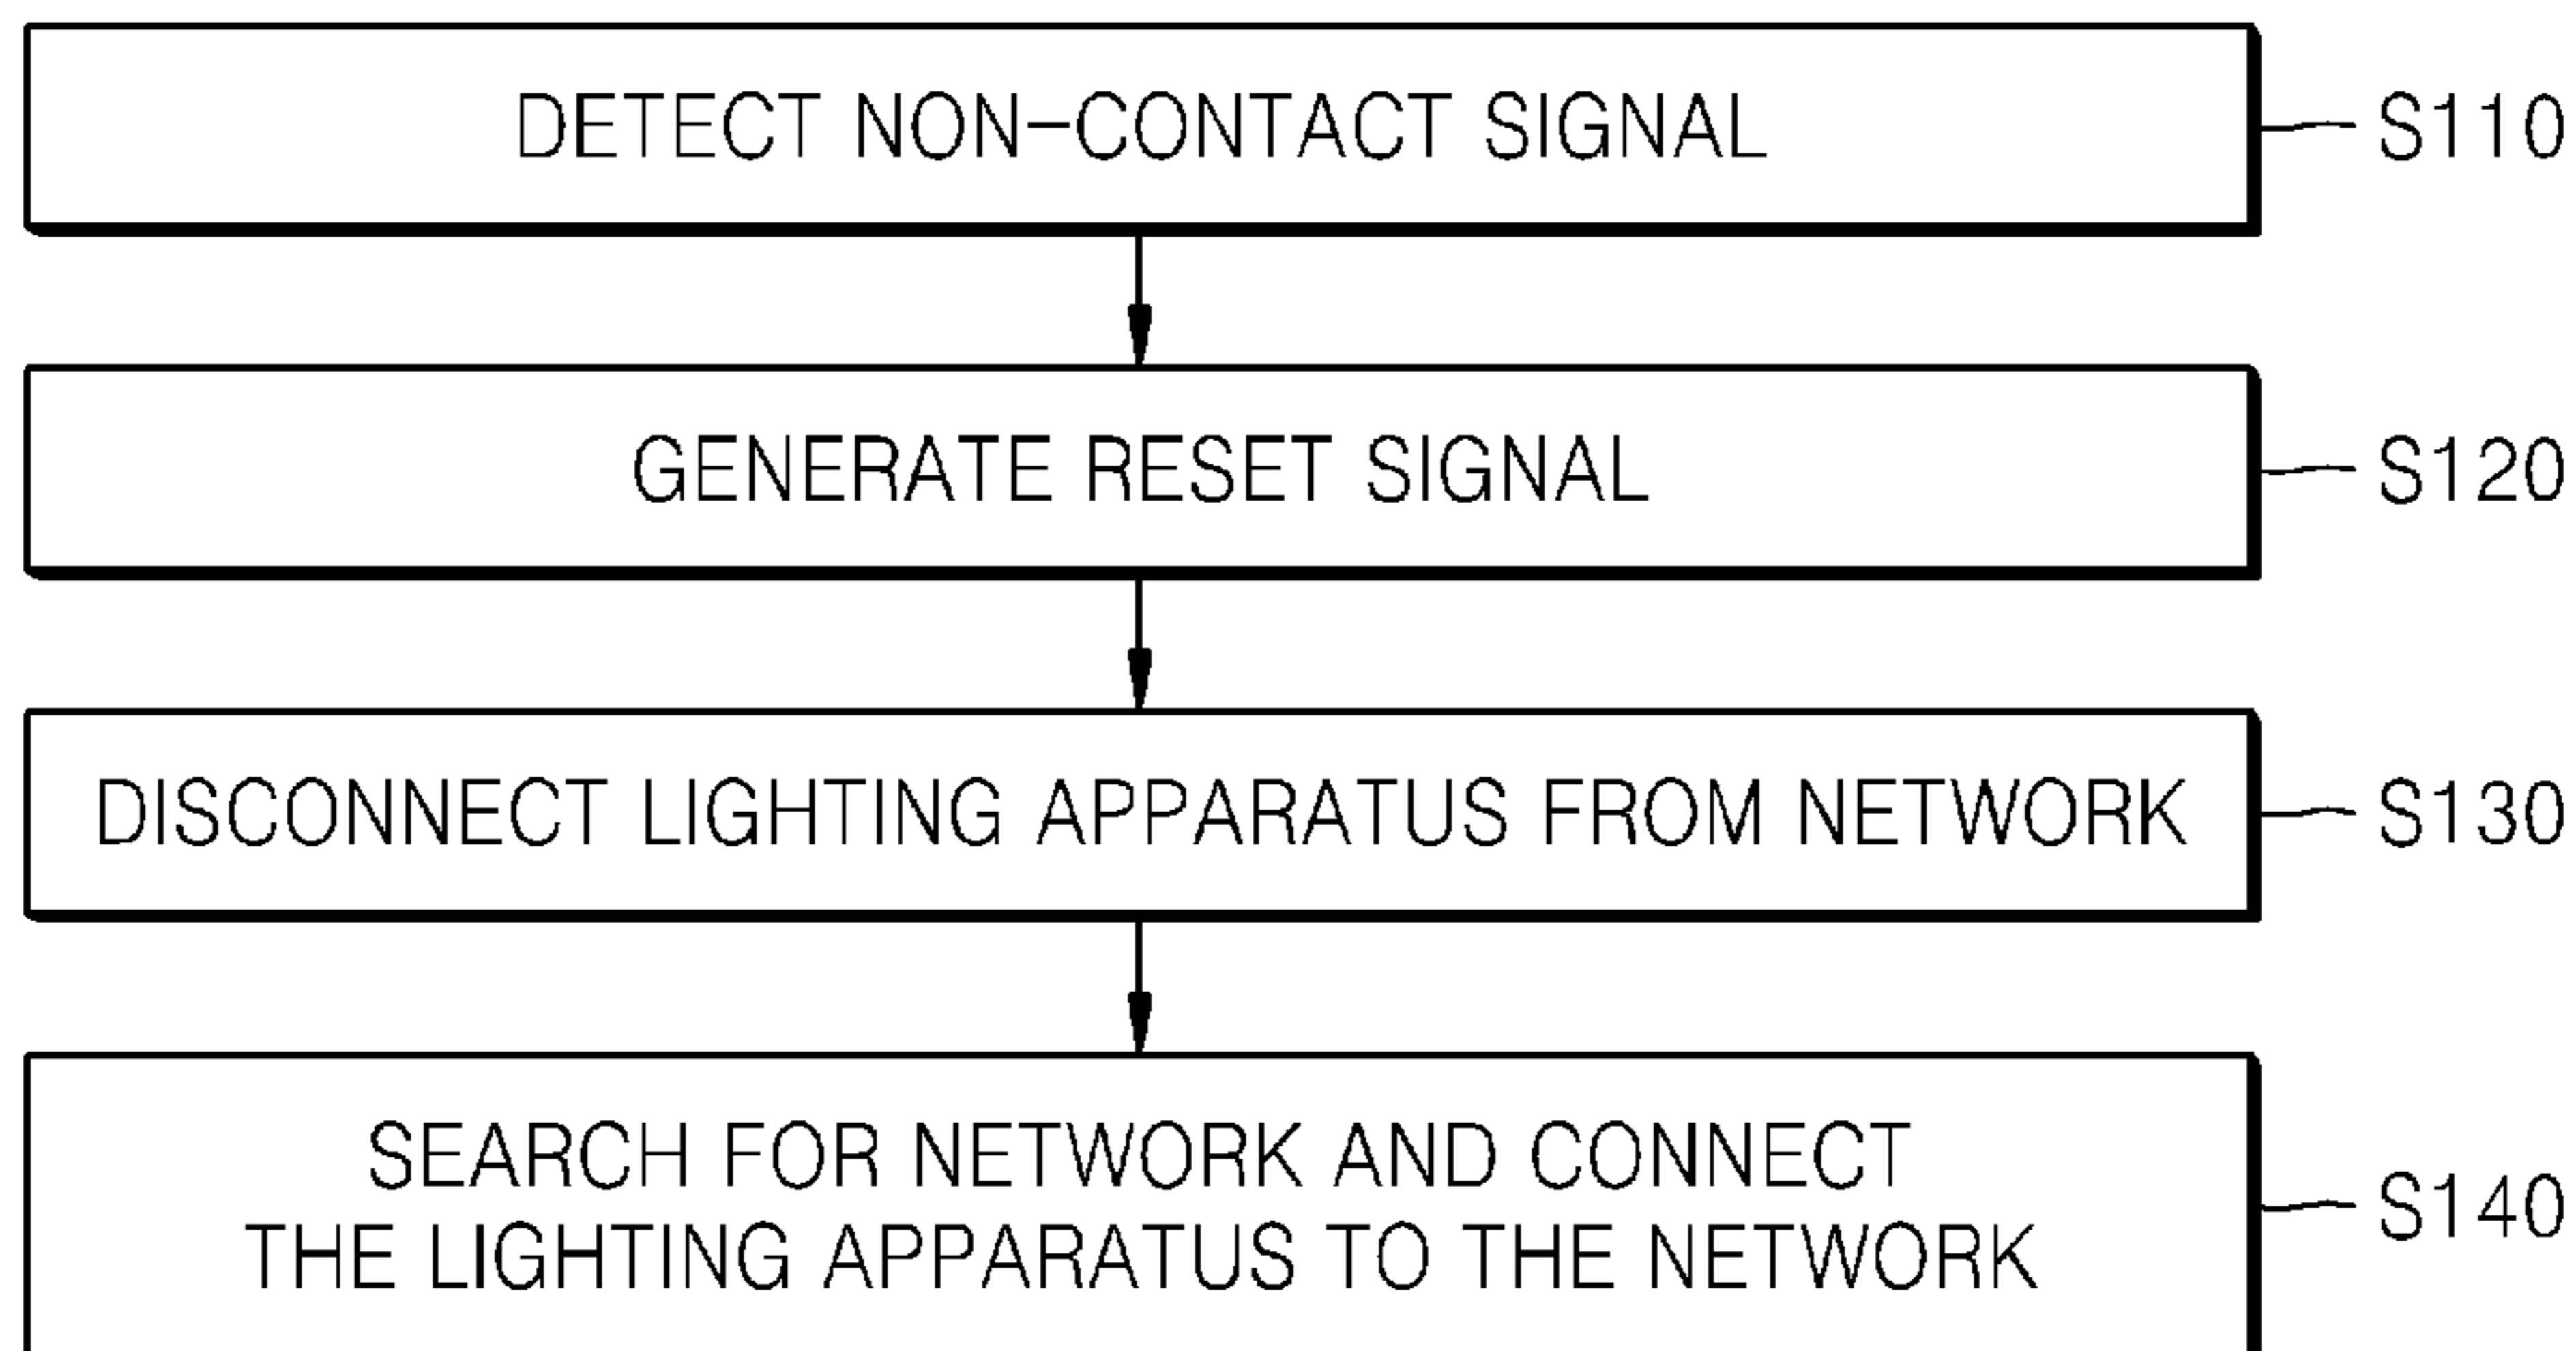 DETECT NON-CONTACT SIGNAL
S110
GENERATE RESET SIGNAL
S120
DISCONNECT LIGHTING APPARATUS FROM NETWORK
S130
SEARCH FOR NETWORK AND CONNECT
THE LIGHTING APPARATUS TO THE NETWORK
S140